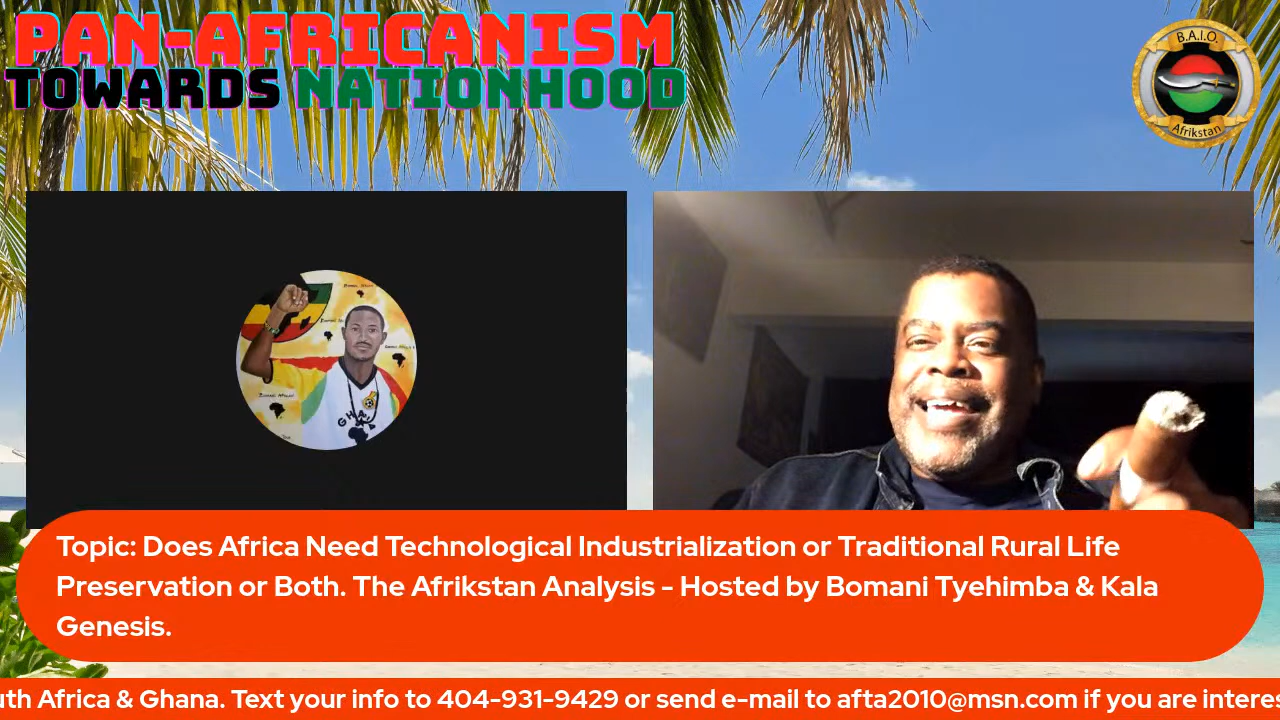 PAN-AFRICANISM
TOWARDS NATIONHOOD
B.A.I.O.
Afrikstan
GHANA
Topic: Does Africa Need Technological Industrialization or Traditional Rural Life
Preservation or Both. The Afrikstan Analysis - Hosted by Bomani Tyehimba & Kala
Genesis.
uth Africa & Ghana. Text your info to 404-931-9429 or send e-mail to afta2010@msn.com if you are interes